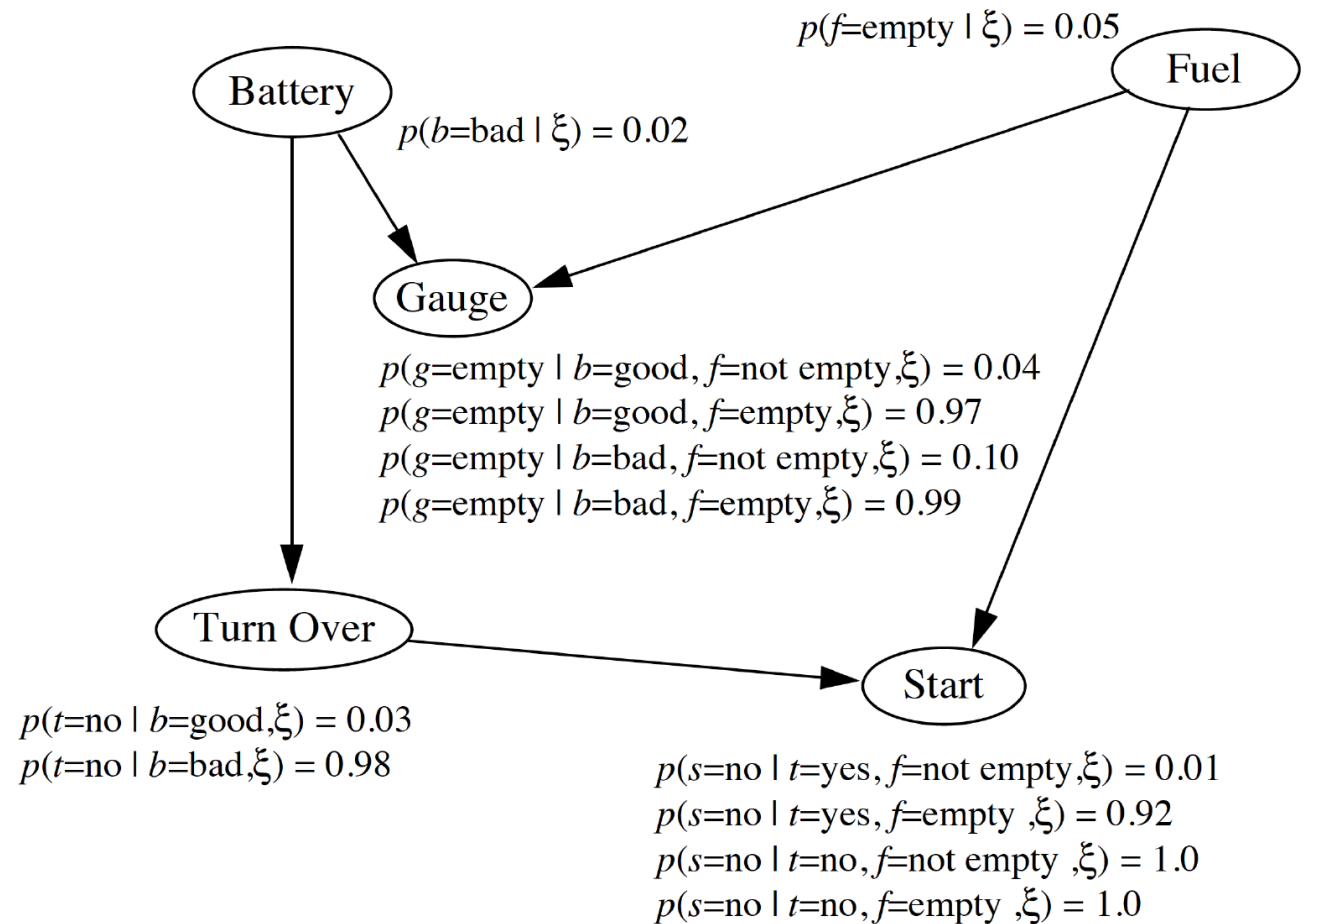 p(f=empty | ξ) = 0.05
Fuel
Battery
p(b=bad | ξ) = 0.02
Gauge
p(g=empty | b=good, f=not empty,ξ) = 0.04
p(g=empty | b=good, f=empty,ξ) = 0.97
p(g=empty | b=bad, f=not empty,ξ) = 0.10
p(g=empty | b=bad, f=empty,ξ) = 0.99
Turn Over
p(t=no | b=good,ξ) = 0.03
p(t=no | b=bad,ξ) = 0.98
Start
p(s=no | t=yes, f=not empty,ξ) = 0.01
p(s=no | t=yes, f=empty ,ξ) = 0.92
p(s=no | t=no, f=not empty ,ξ) = 1.0
p(s=no | t=no, f=empty ,ξ) = 1.0